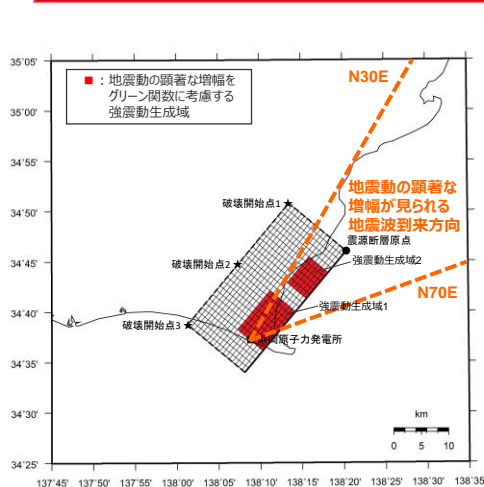 35°05'
35°00'
34°55'
34°50'
34°45'
34°40'
34°35'
34°30'
34°25'
■ : 地震動の顕著な増幅を
グリーン関数に考慮する
強震動生成域
N30E
地震動の顕著な
増幅が見られる
地震波到来方向
破壊開始点1
震源断層原点
強震動生成域2
破壊開始点2
N70E
強震動生成域1
破壊開始点3
岡原子力発電所
km
0 5 10
137°45' 137°50' 137°55' 138°00' 138°05' 138°10' 138°15' 138°20' 138°25' 138°30' 138°35'